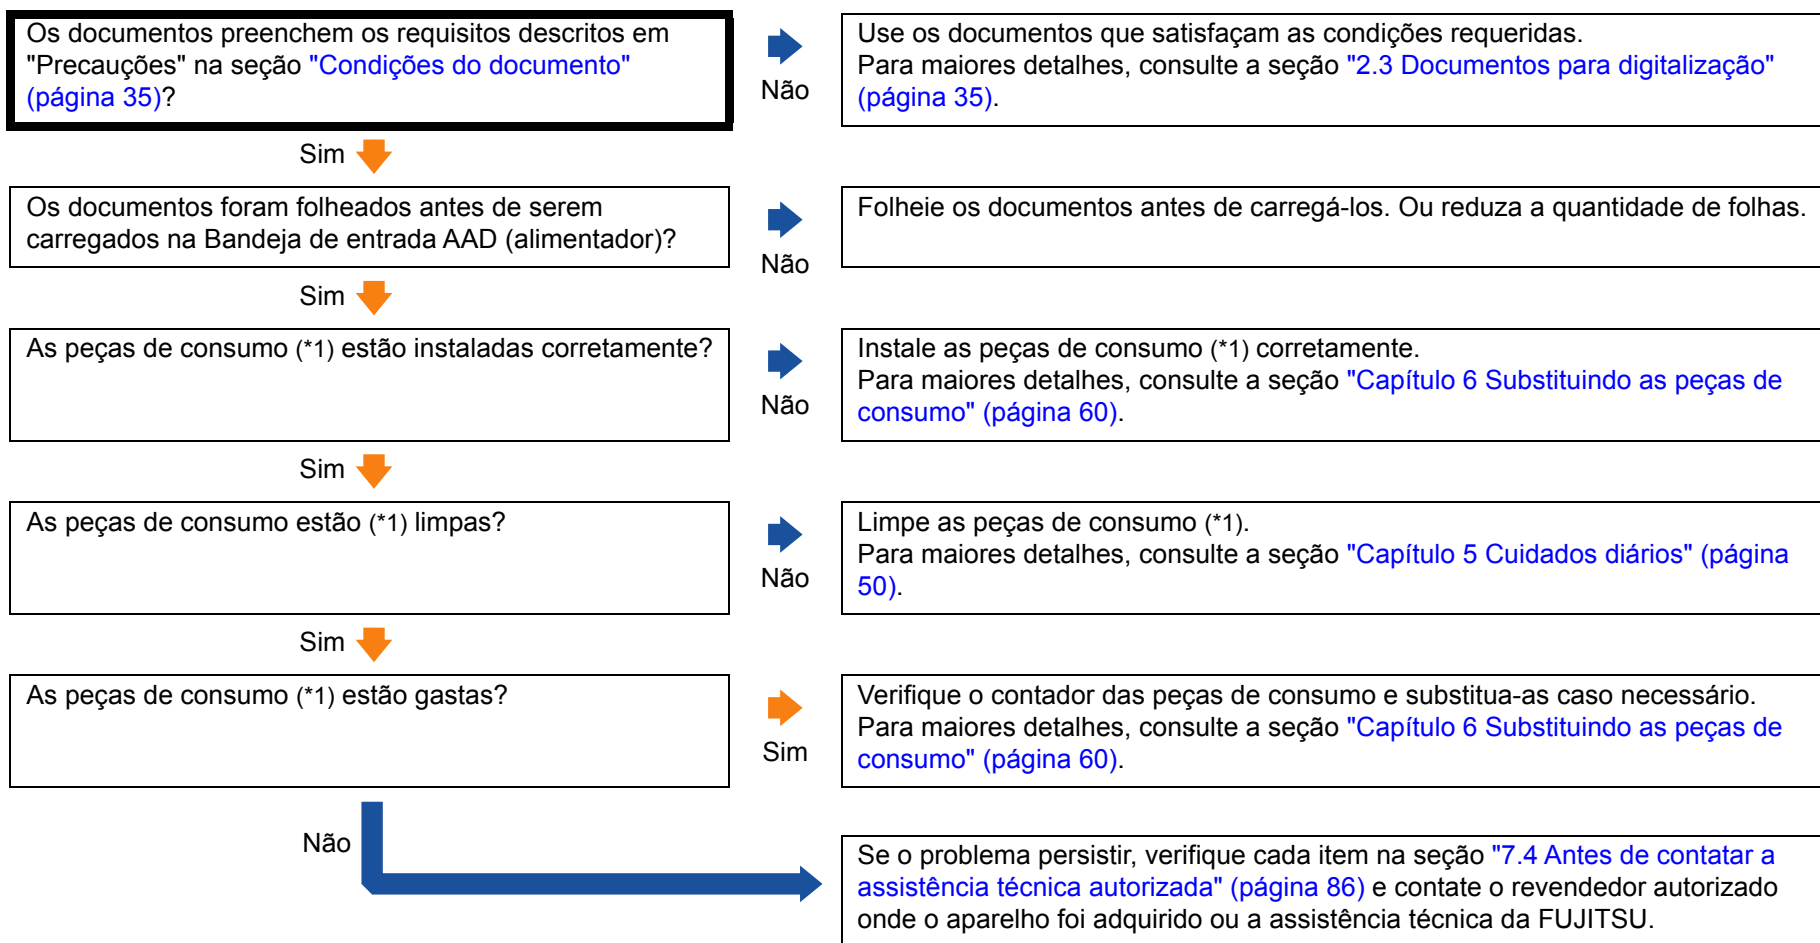 Os documentos preenchem os requisitos descritos em
"Precauções" na seção "Condições do documento"
(página 35)?
Não
Use os documentos que satisfaçam as condições requeridas.
Para maiores detalhes, consulte a seção "2.3 Documentos para digitalização"
(página 35).
Sim
Os documentos foram folheados antes de serem
carregados na Bandeja de entrada AAD (alimentador)?
Não
Folheie os documentos antes de carregá-los. Ou reduza a quantidade de folhas.
Sim
As peças de consumo (*1) estão instaladas corretamente?
Não
Instale as peças de consumo (*1) corretamente.
Para maiores detalhes, consulte a seção "Capítulo 6 Substituindo as peças de
consumo" (página 60).
Sim
As peças de consumo estão (*1) limpas?
Não
Limpe as peças de consumo (*1).
Para maiores detalhes, consulte a seção "Capítulo 5 Cuidados diários" (página
50).
Sim
As peças de consumo (*1) estão gastas?
Sim
Verifique o contador das peças de consumo e substitua-as caso necessário.
Para maiores detalhes, consulte a seção "Capítulo 6 Substituindo as peças de
consumo" (página 60).
Não
Se o problema persistir, verifique cada item na seção "7.4 Antes de contatar a
assistência técnica autorizada" (página 86) e contate o revendedor autorizado
onde o aparelho foi adquirido ou a assistência técnica da FUJITSU.